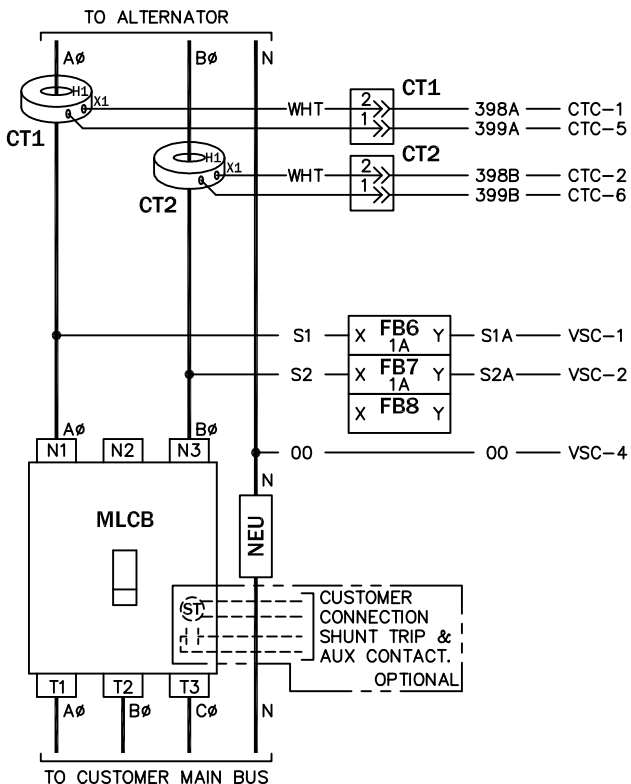 TO ALTERNATOR
AØ BØ N
H1 X1 WHT 2 CT1 398A CTC-1
CT1 1 399A CTC-5
H1 X1 WHT 2 CT2 398B CTC-2
CT2 1 399B CTC-6
S1 X FB6 Y S1A VSC-1
1A
S2 X FB7 Y S2A VSC-2
1A
X FB8 Y
AØ BØ
N1 N2 N3 00 00 VSC-4
N
MLCB
NEU
ST
CUSTOMER
CONNECTION
SHUNT TRIP &
AUX CONTACT.
OPTIONAL
T1 T2 T3
AØ BØ CØ N
TO CUSTOMER MAIN BUS